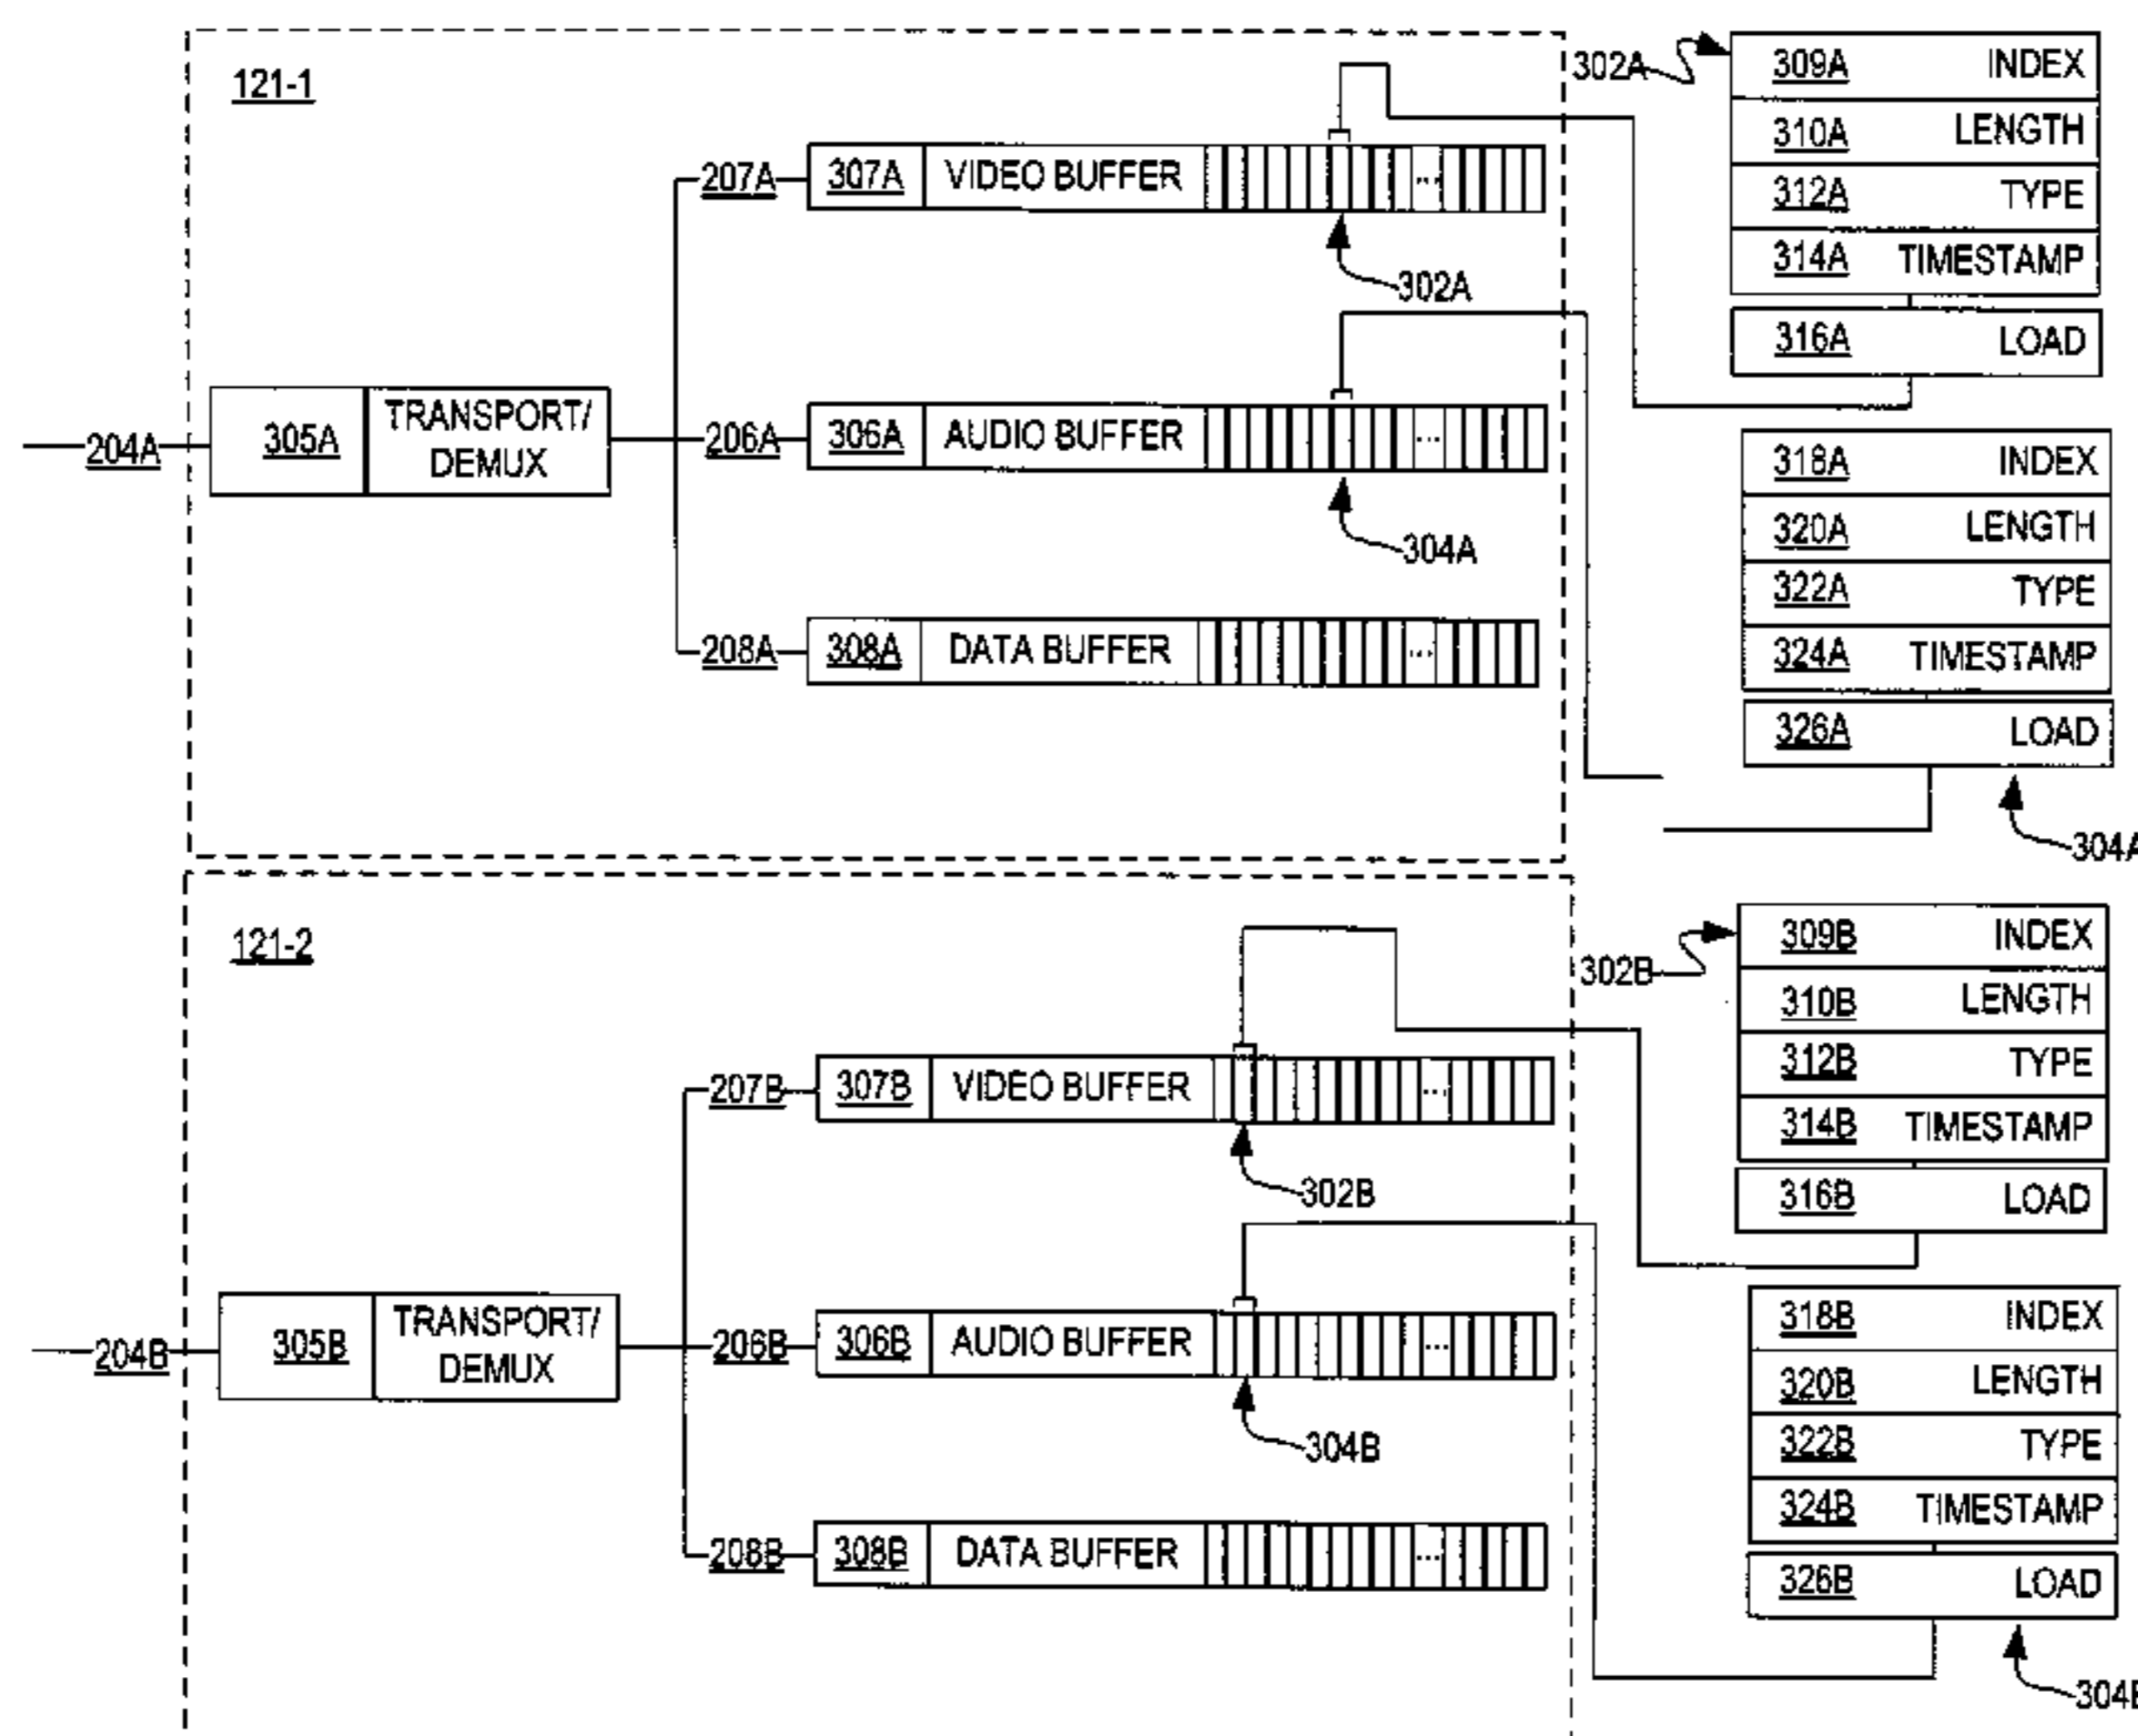 121-1
207A 307A VIDEO BUFFER ...
302A
204A 305A TRANSPORT/
DEMUX
206A 306A AUDIO BUFFER ...
304A
208A 308A DATA BUFFER ...
302A
309A INDEX
310A LENGTH
312A TYPE
314A TIMESTAMP
316A LOAD
318A INDEX
320A LENGTH
322A TYPE
324A TIMESTAMP
326A LOAD
304A
121-2
207B 307B VIDEO BUFFER ...
302B
204B 305B TRANSPORT/
DEMUX
206B 306B AUDIO BUFFER ...
304B
208B 308B DATA BUFFER ...
302B
309B INDEX
310B LENGTH
312B TYPE
314B TIMESTAMP
316B LOAD
318B INDEX
320B LENGTH
322B TYPE
324B TIMESTAMP
326B LOAD
304B